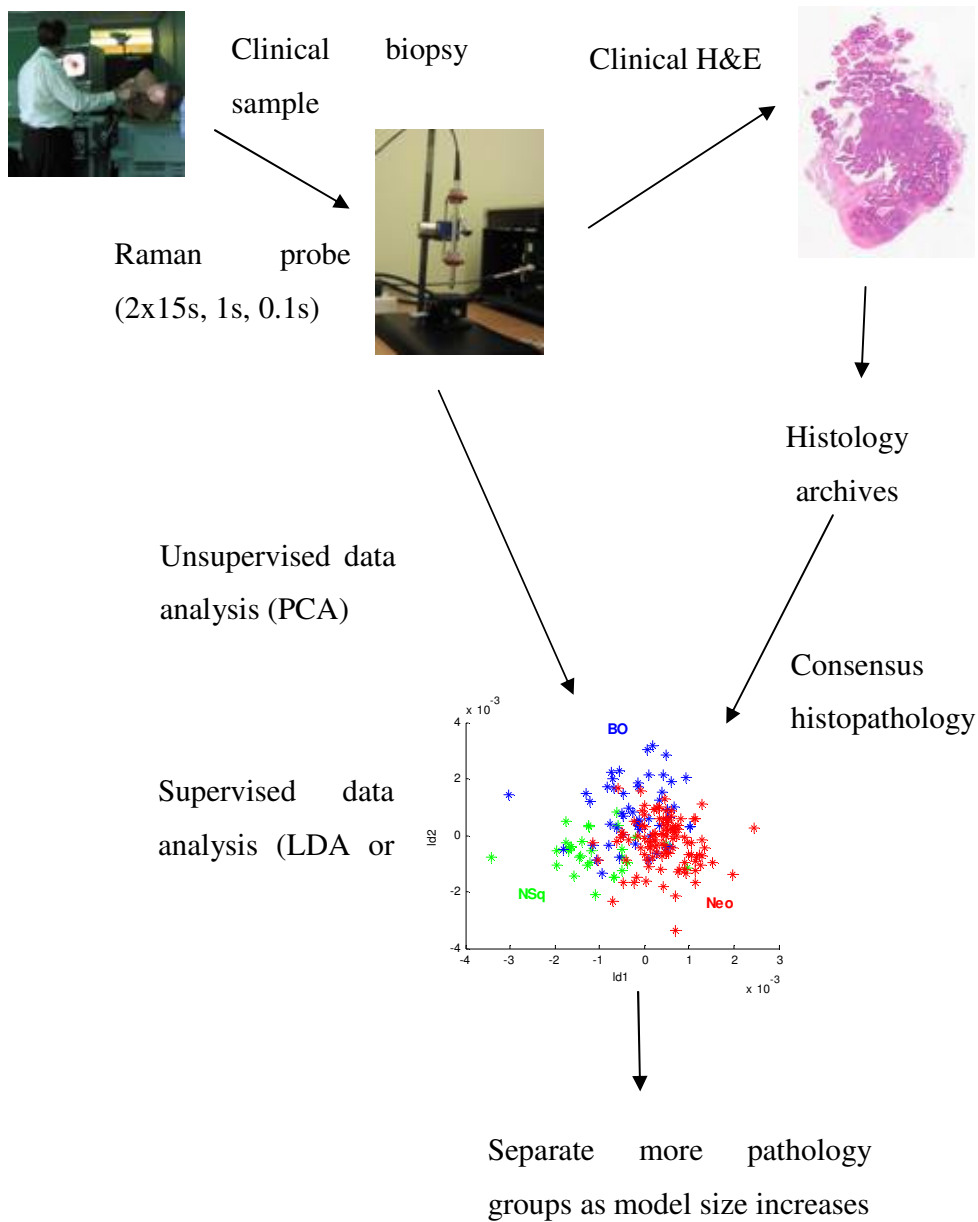 Clinical biopsy
sample
Clinical H&E
Raman probe
(2x15s, 1s, 0.1s)
Histology
archives
Unsupervised data
analysis (PCA)
Consensus
histopathology
Supervised data
analysis (LDA or
x 10^-3
4
2
0
-2
-4
ld2
BO
NSq
Neo
-4 -3 -2 -1 0 1 2 3
ld1
x 10^-3
Separate more pathology
groups as model size increases